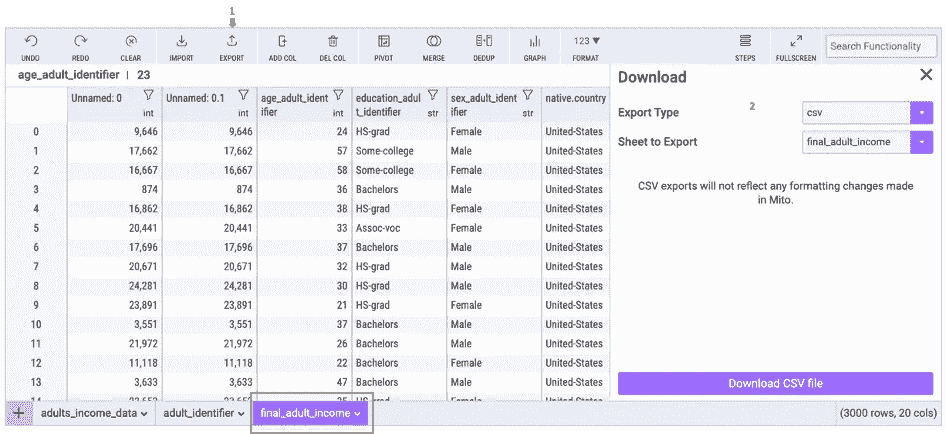 1
UNDO REDO CLEAR IMPORT EXPORT ADD COL DEL COL PIVOT MERGE DEDUP GRAPH 123 ▼ FORMAT STEPS FULLSCREEN Search Functionality
age_adult_identifier | 23
Download
Unnamed: 0 int Unnamed: 0.1 int age_adult_identifier int education_adult_identifier str sex_adult_identifier str native.country
Export Type 2 csv
Sheet to Export final_adult_income
CSV exports will not reflect any formatting changes made
in Mito.
0 9,646 9,646 24 HS-grad Female United-States
1 17,662 17,662 57 Some-college Male United-States
2 16,667 16,667 58 Some-college Female United-States
3 874 874 36 Bachelors Male United-States
4 16,862 16,862 38 HS-grad Female United-States
5 20,441 20,441 33 Assoc-voc Female United-States
6 17,696 17,696 37 Bachelors Male United-States
7 20,671 20,671 32 HS-grad Male United-States
8 24,281 24,281 30 HS-grad Male United-States
9 23,891 23,891 21 HS-grad Female United-States
10 3,551 3,551 37 Bachelors Male United-States
11 21,972 21,972 26 Bachelors Male United-States
12 11,118 11,118 22 Bachelors Female United-States
13 3,633 3,633 47 Bachelors Male United-States
Download CSV file
+ adults_income_data adult_identifier final_adult_income (3000 rows, 20 cols)